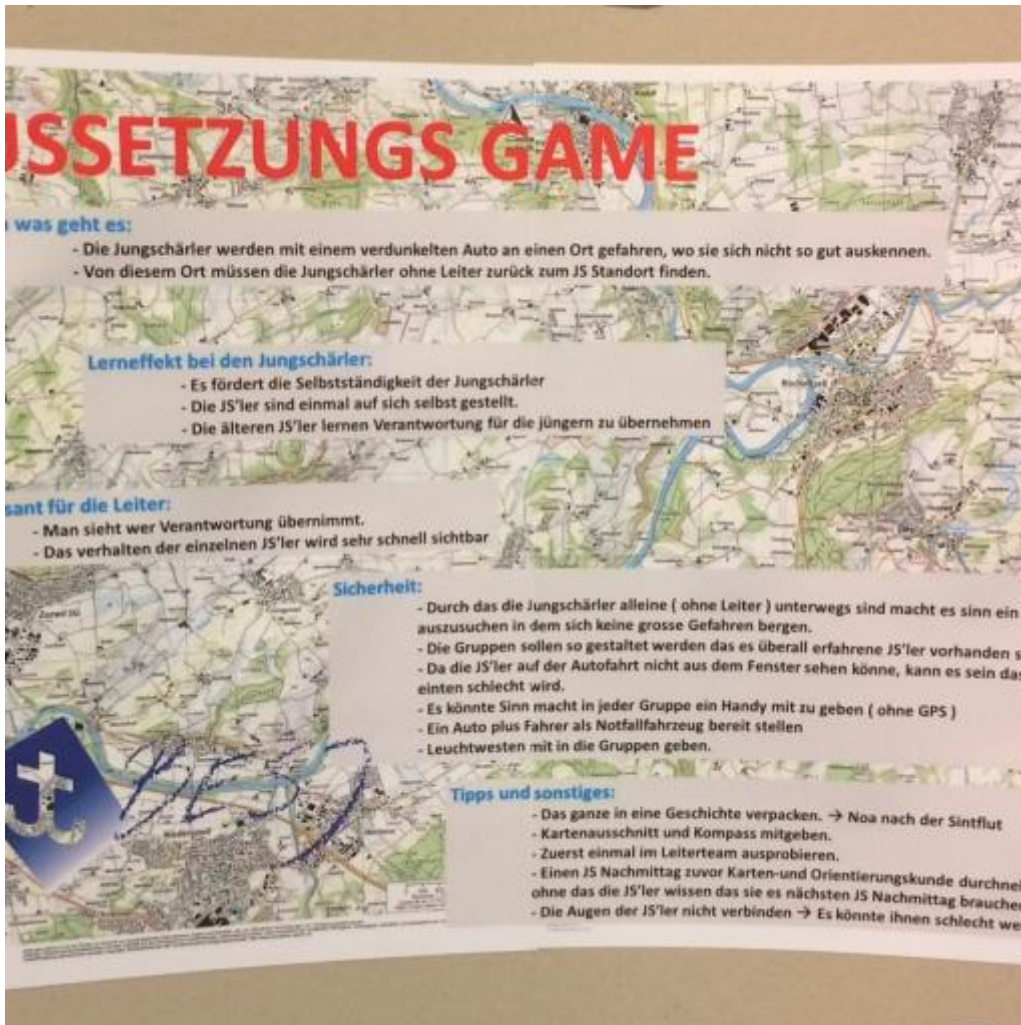 USSETZUNGS GAME
was geht es:
- Die Jungschärler werden mit einem verdunkelten Auto an einen Ort gefahren, wo sie sich nicht so gut auskennen.
- Von diesem Ort müssen die Jungschärler ohne Leiter zurück zum JS Standort finden.
Lerneffekt bei den Jungschärler:
- Es fördert die Selbstständigkeit der Jungschärler
- Die JS'ler sind einmal auf sich selbst gestellt.
- Die älteren JS'ler lernen Verantwortung für die jüngern zu übernehmen
sant für die Leiter:
- Man sieht wer Verantwortung übernimmt.
- Das verhalten der einzelnen JS'ler wird sehr schnell sichtbar
Sicherheit:
- Durch das die Jungschärler alleine ( ohne Leiter ) unterwegs sind macht es sinn ein
auszusuchen in dem sich keine grosse Gefahren bergen.
- Die Gruppen sollen so gestaltet werden das es überall erfahrene JS'ler vorhanden s
- Da die JS'ler auf der Autofahrt nicht aus dem Fenster sehen könne, kann es sein das
einten schlecht wird.
- Es könnte Sinn macht in jeder Gruppe ein Handy mit zu geben ( ohne GPS )
- Ein Auto plus Fahrer als Notfallfahrzeug bereit stellen
- Leuchtwesten mit in die Gruppen geben.
BESJ
Tipps und sonstiges:
- Das ganze in eine Geschichte verpacken. → Noa nach der Sintflut
- Kartenausschnitt und Kompass mitgeben.
- Zuerst einmal im Leiterteam ausprobieren.
- Einen JS Nachmittag zuvor Karten-und Orientierungskunde durchne
ohne das die JS'ler wissen das sie es nächsten JS Nachmittag brauche
- Die Augen der JS'ler nicht verbinden → Es könnte ihnen schlecht we